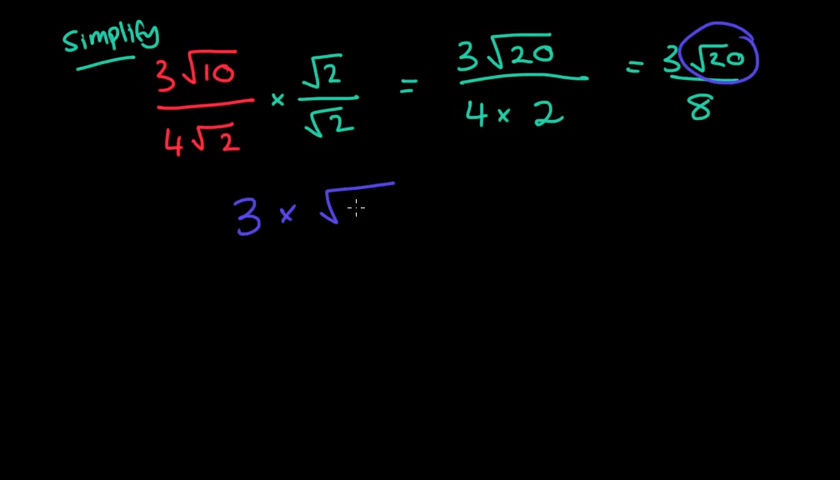 Simplify
3√10 / 4√2 × √2 / √2 = 3√20 / 4 × 2 = 3√20 / 8
3 × √